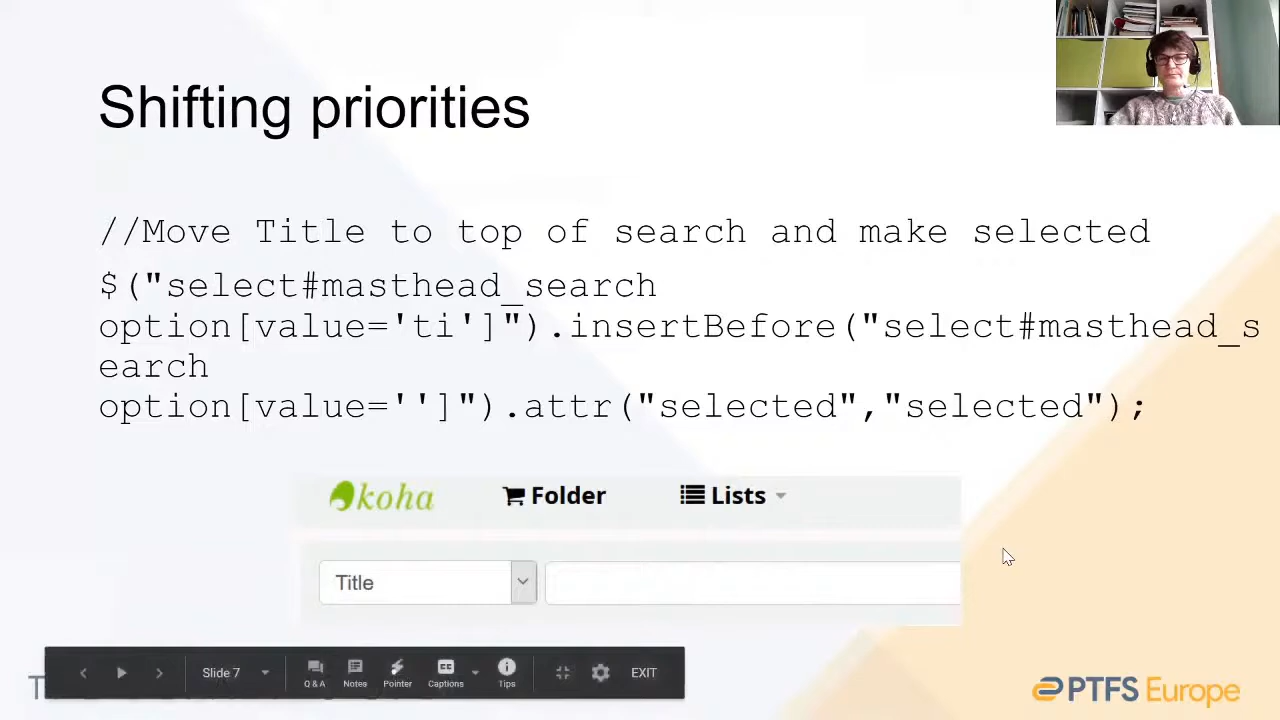 Shifting priorities
//Move Title to top of search and make selected
$("select#masthead_search
option[value='ti']").insertBefore("select#masthead_s
earch
option[value='']").attr("selected","selected");
koha Folder Lists
Title
Slide 7 Q & A Notes Pointer Captions Tips EXIT
PTFS Europe